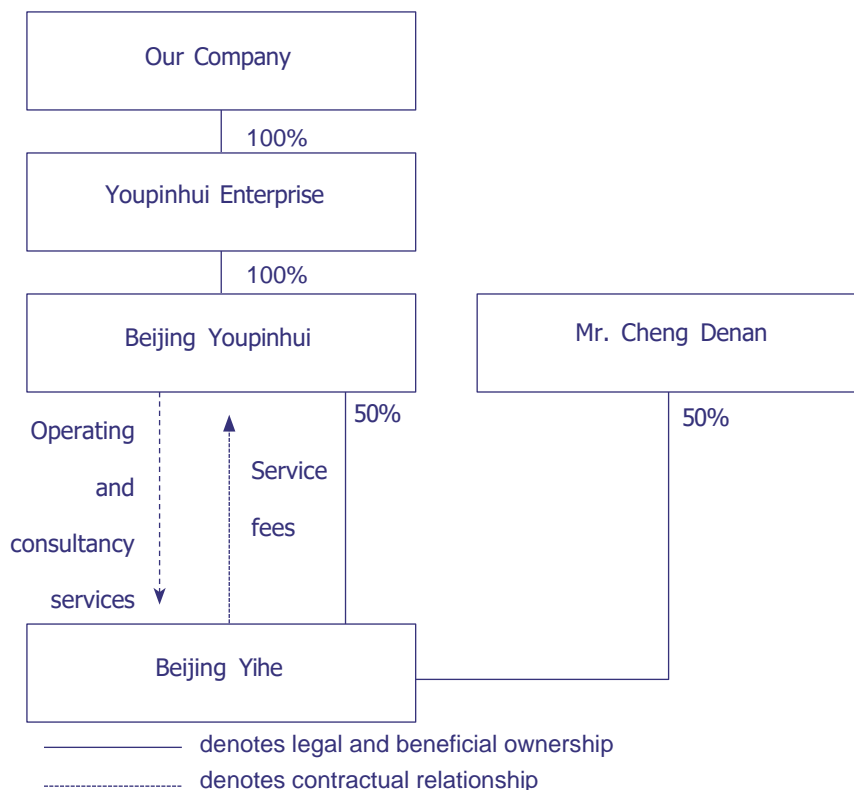 Our Company
100%
Youpinhui Enterprise
100%
Beijing Youpinhui
Mr. Cheng Denan
50%
50%
Operating
and
consultancy
services
Service
fees
Beijing Yihe
denotes legal and beneficial ownership
denotes contractual relationship